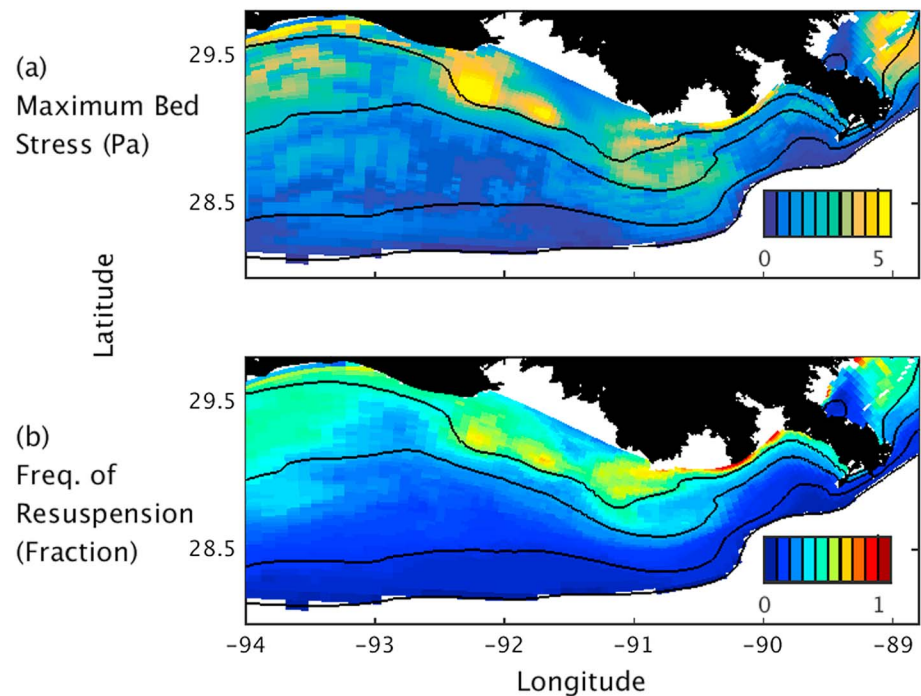 (a)
Maximum Bed
Stress (Pa)
29.5
28.5
0 5
Latitude
(b)
Freq. of
Resuspension
(Fraction)
29.5
28.5
0 1
−94 −93 −92 −91 −90 −89
Longitude